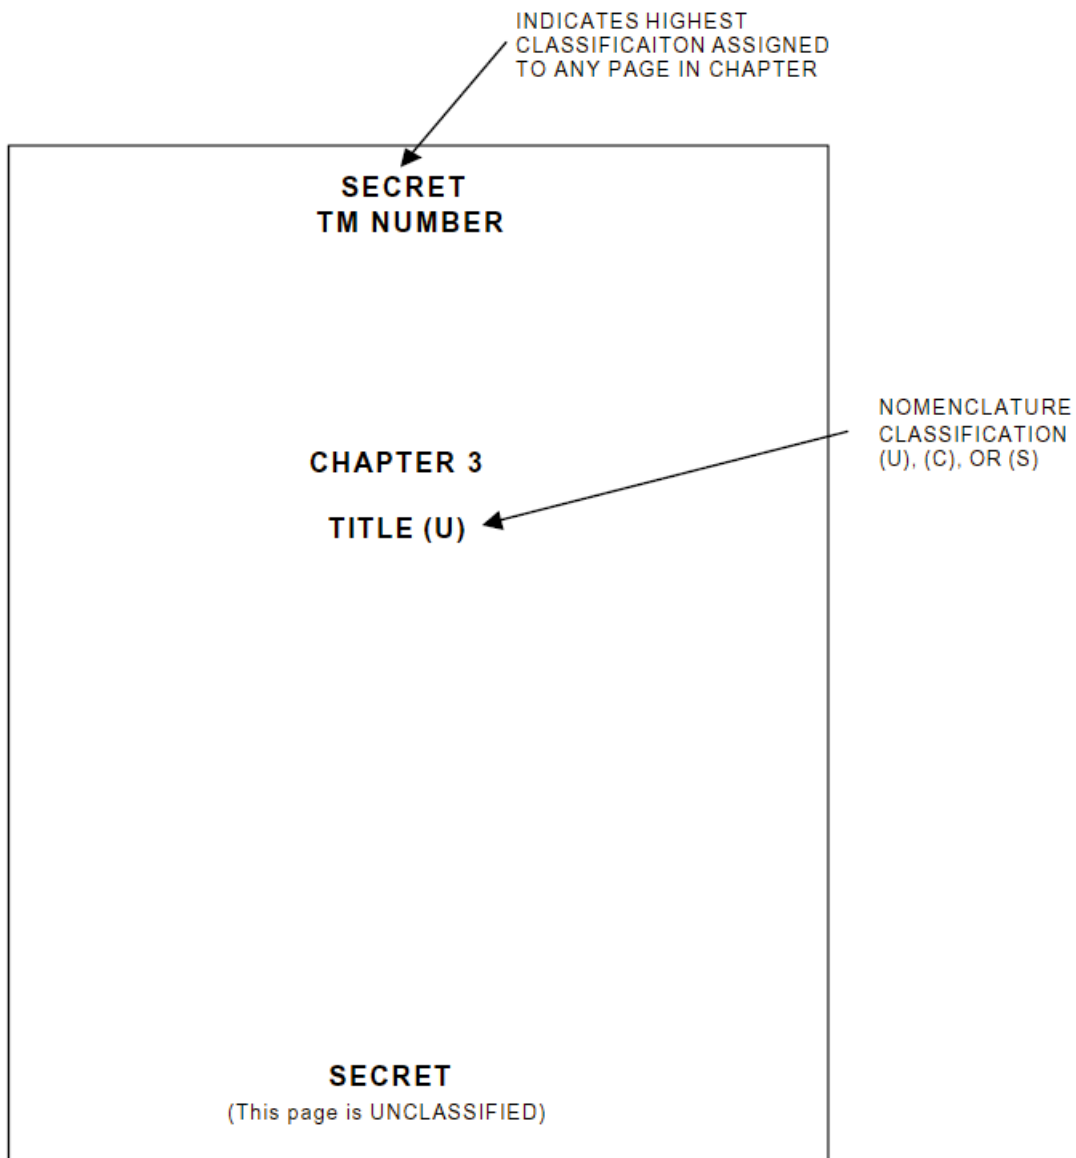 INDICATES HIGHEST
CLASSIFICAITON ASSIGNED
TO ANY PAGE IN CHAPTER
SECRET
TM NUMBER
NOMENCLATURE
CLASSIFICATION
(U), (C), OR (S)
CHAPTER 3
TITLE (U)
SECRET
(This page is UNCLASSIFIED)